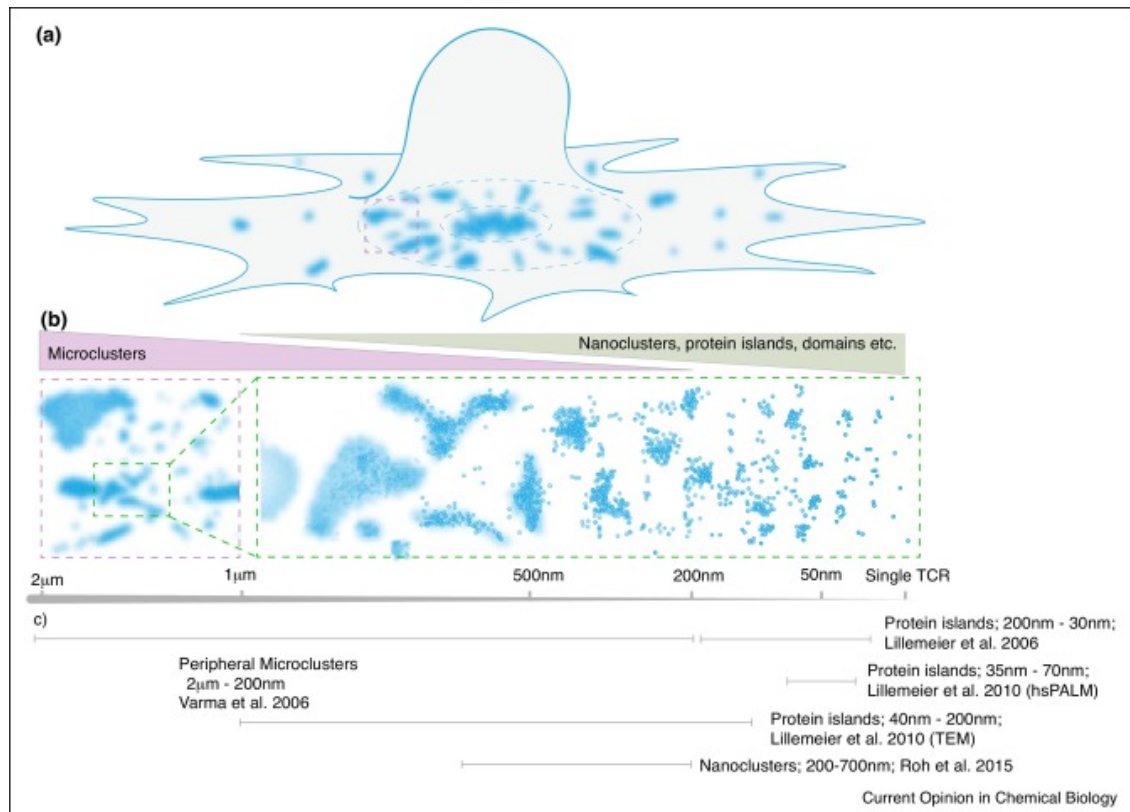 (a)
(b)
Microclusters
Nanoclusters, protein islands, domains etc.
2μm
1μm
500nm
200nm
50nm
Single TCR
c)
Protein islands; 200nm - 30nm;
Lillemeier et al. 2006
Peripheral Microclusters
2μm - 200nm
Varma et al. 2006
Protein islands; 35nm - 70nm;
Lillemeier et al. 2010 (hsPALM)
Protein islands; 40nm - 200nm;
Lillemeier et al. 2010 (TEM)
Nanoclusters; 200-700nm; Roh et al. 2015
Current Opinion in Chemical Biology